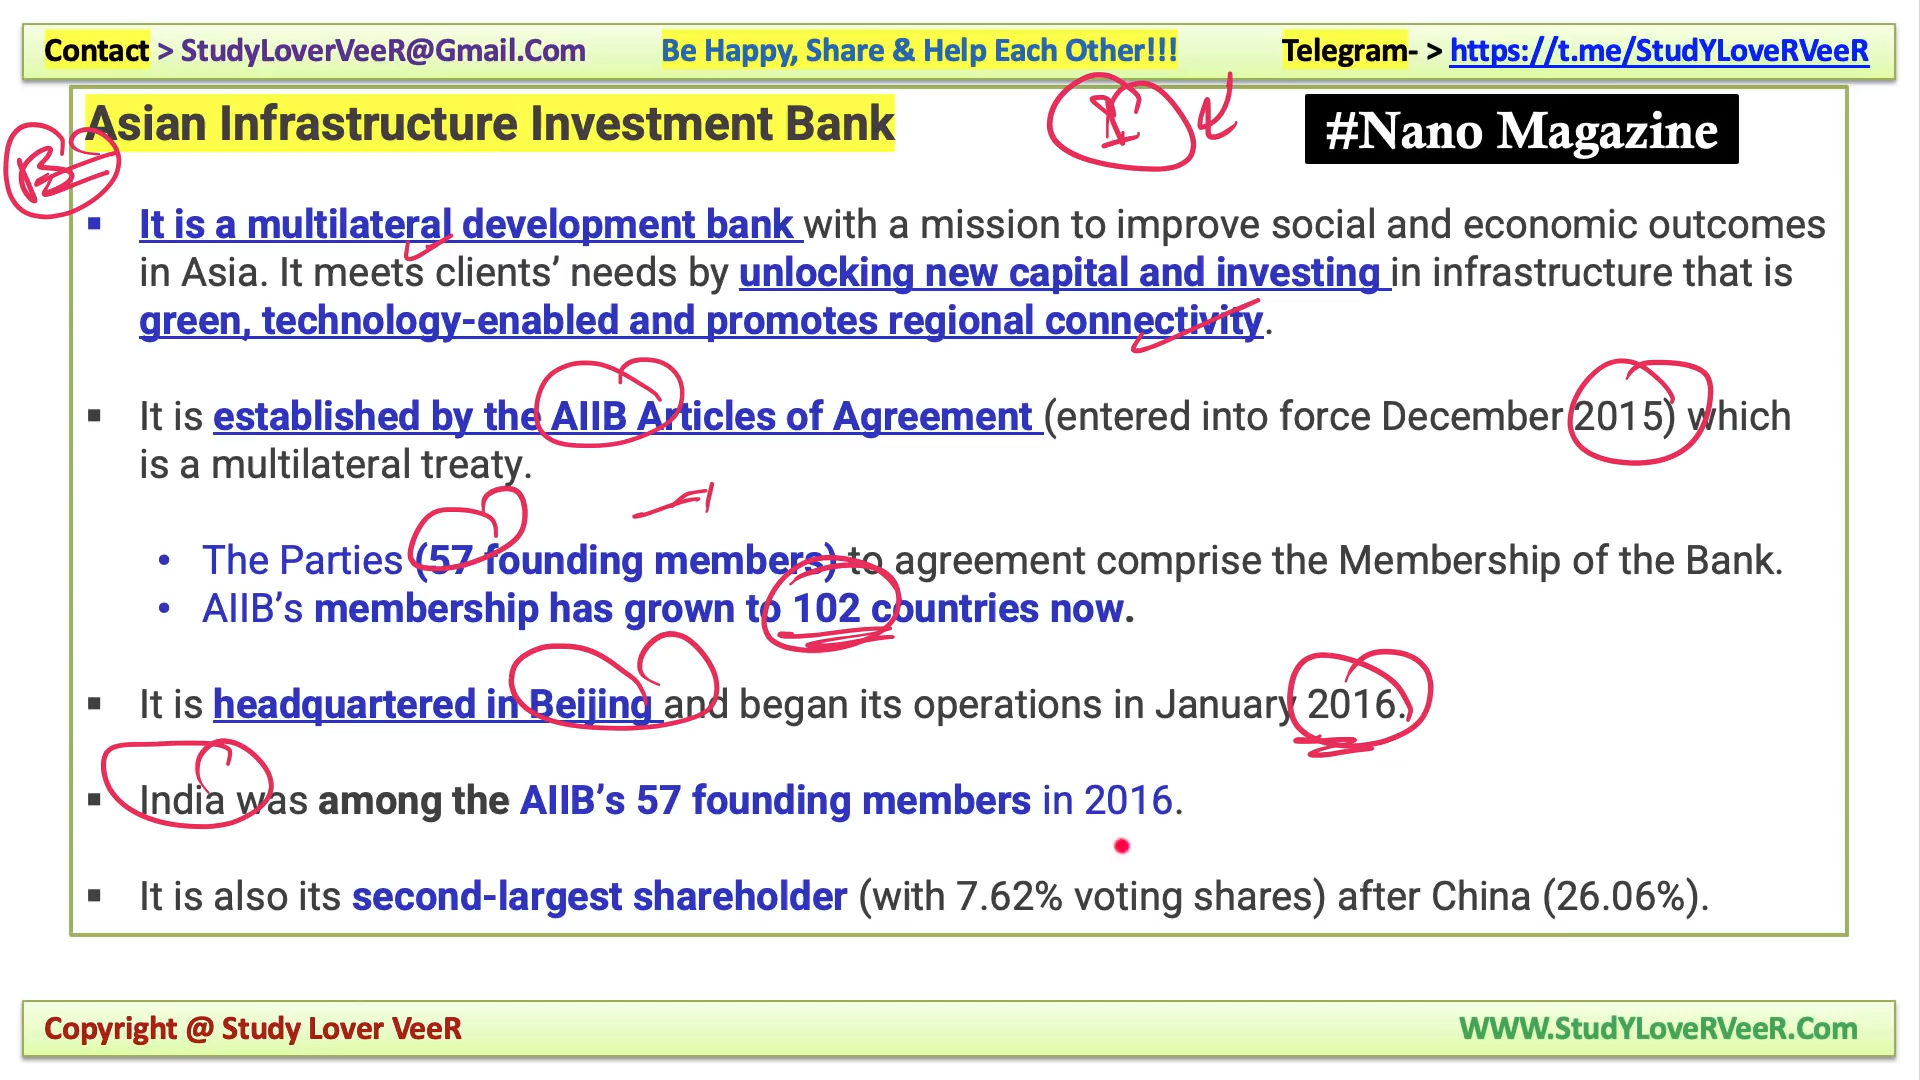 Contact > StudyLoverVeeR@Gmail.Com Be Happy, Share & Help Each Other!!! Telegram- > https://t.me/StudYLoveRVeeR
Asian Infrastructure Investment Bank
#Nano Magazine
▪ It is a multilateral development bank with a mission to improve social and economic outcomes
in Asia. It meets clients’ needs by unlocking new capital and investing in infrastructure that is
green, technology-enabled and promotes regional connectivity.
▪ It is established by the AIIB Articles of Agreement (entered into force December 2015) which
is a multilateral treaty.
• The Parties (57 founding members) to agreement comprise the Membership of the Bank.
• AIIB’s membership has grown to 102 countries now.
▪ It is headquartered in Beijing and began its operations in January 2016.
▪ India was among the AIIB’s 57 founding members in 2016.
▪ It is also its second-largest shareholder (with 7.62% voting shares) after China (26.06%).
Copyright @ Study Lover VeeR
WWW.StudYLoveRVeeR.Com